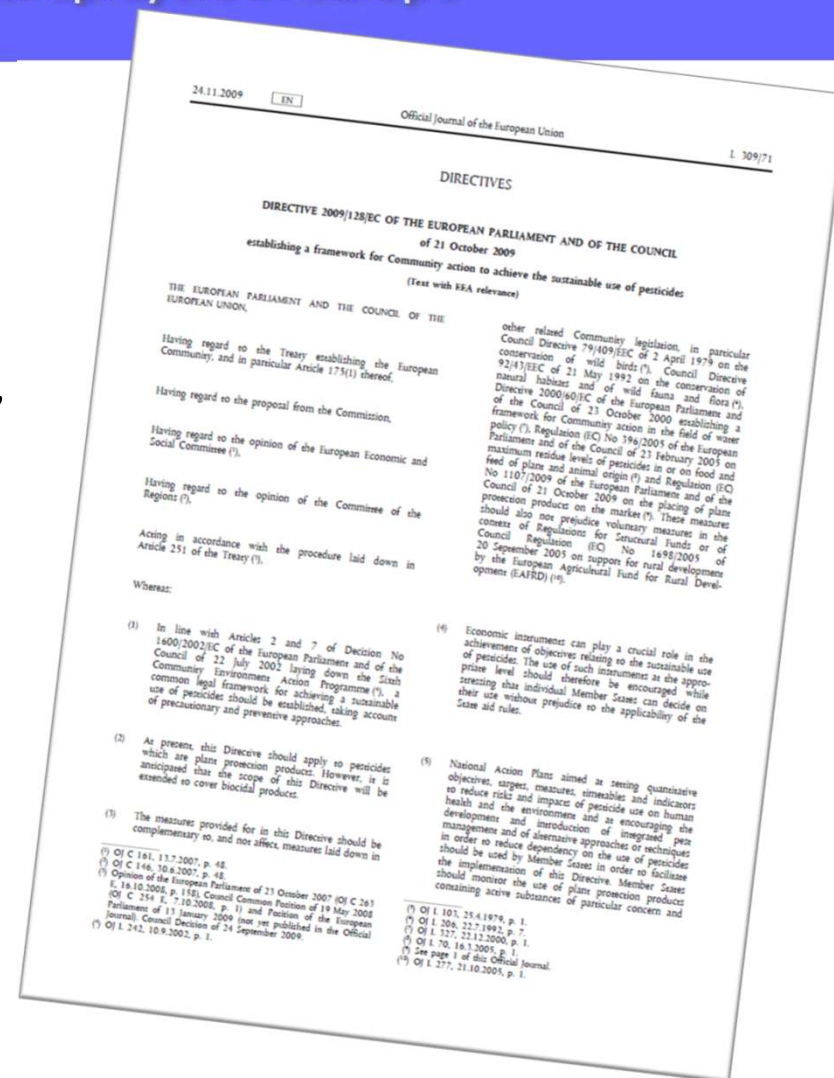 24.11.2009
EN
Official Journal of the European Union
L 309/71
DIRECTIVES
DIRECTIVE 2009/128/EC OF THE EUROPEAN PARLIAMENT AND OF THE COUNCIL
of 21 October 2009
establishing a framework for Community action to achieve the sustainable use of pesticides
(Text with EEA relevance)
THE EUROPEAN PARLIAMENT AND THE COUNCIL OF THE
EUROPEAN UNION,
Having regard to the Treaty establishing the European
Community, and in particular Article 175(1) thereof,
Having regard to the proposal from the Commission,
Having regard to the opinion of the European Economic and
Social Committee (¹),
Having regard to the opinion of the Committee of the
Regions (²),
Acting in accordance with the procedure laid down in
Article 251 of the Treaty (³),
Whereas:
(1) In line with Articles 2 and 7 of Decision No
1600/2002/EC of the European Parliament and of the
Council of 22 July 2002 laying down the Sixth
Community Environment Action Programme (⁴), a
common legal framework for achieving a sustainable
use of pesticides should be established, taking account
of precautionary and preventive approaches.
(2) At present, this Directive should apply to pesticides
which are plant protection products. However, it is
anticipated that the scope of this Directive will be
extended to cover biocidal products.
(3) The measures provided for in this Directive should be
complementary to, and not affect, measures laid down in
(¹) OJ C 161, 13.7.2007, p. 48.
(²) OJ C 146, 30.6.2007, p. 48.
(³) Opinion of the European Parliament of 23 October 2007 (OJ C 263
E, 16.10.2008, p. 158), Council Common Position of 19 May 2008
(OJ C 254 E, 7.10.2008, p. 1) and Position of the European
Parliament of 13 January 2009 (not yet published in the Official
Journal). Council Decision of 24 September 2009.
(⁴) OJ L 242, 10.9.2002, p. 1.
other related Community legislation, in particular
Council Directive 79/409/EEC of 2 April 1979 on the
conservation of wild birds (⁵), Council Directive
92/43/EEC of 21 May 1992 on the conservation of
natural habitats and of wild fauna and flora (⁶),
Directive 2000/60/EC of the European Parliament and
of the Council of 23 October 2000 establishing a
framework for Community action in the field of water
policy (⁷), Regulation (EC) No 396/2005 of the European
Parliament and of the Council of 23 February 2005 on
maximum residue levels of pesticides in or on food and
feed of plant and animal origin (⁸) and Regulation (EC)
No 1107/2009 of the European Parliament and of the
Council of 21 October 2009 on the placing of plant
protection products on the market (⁹). These measures
should also not prejudice voluntary measures in the
context of Regulations for Structural Funds or of
Council Regulation (EC) No 1698/2005 of
20 September 2005 on support for rural development
by the European Agricultural Fund for Rural Devel-
opment (EAFRD) (¹⁰).
(4) Economic instruments can play a crucial role in the
achievement of objectives relating to the sustainable use
of pesticides. The use of such instruments at the appro-
priate level should therefore be encouraged while
stressing that individual Member States can decide on
their use without prejudice to the applicability of the
State aid rules.
(5) National Action Plans aimed at setting quantitative
objectives, targets, measures, timetables and indicators
to reduce risks and impacts of pesticide use on human
health and the environment and at encouraging the
development and introduction of integrated pest
management and of alternative approaches or techniques
in order to reduce dependency on the use of pesticides
should be used by Member States in order to facilitate
the implementation of this Directive. Member States
should monitor the use of plant protection products
containing active substances of particular concern and
(⁵) OJ L 103, 25.4.1979, p. 1.
(⁶) OJ L 206, 22.7.1992, p. 7.
(⁷) OJ L 327, 22.12.2000, p. 1.
(⁸) OJ L 70, 16.3.2005, p. 1.
(⁹) See page 1 of this Official Journal.
(¹⁰) OJ L 277, 21.10.2005, p. 1.